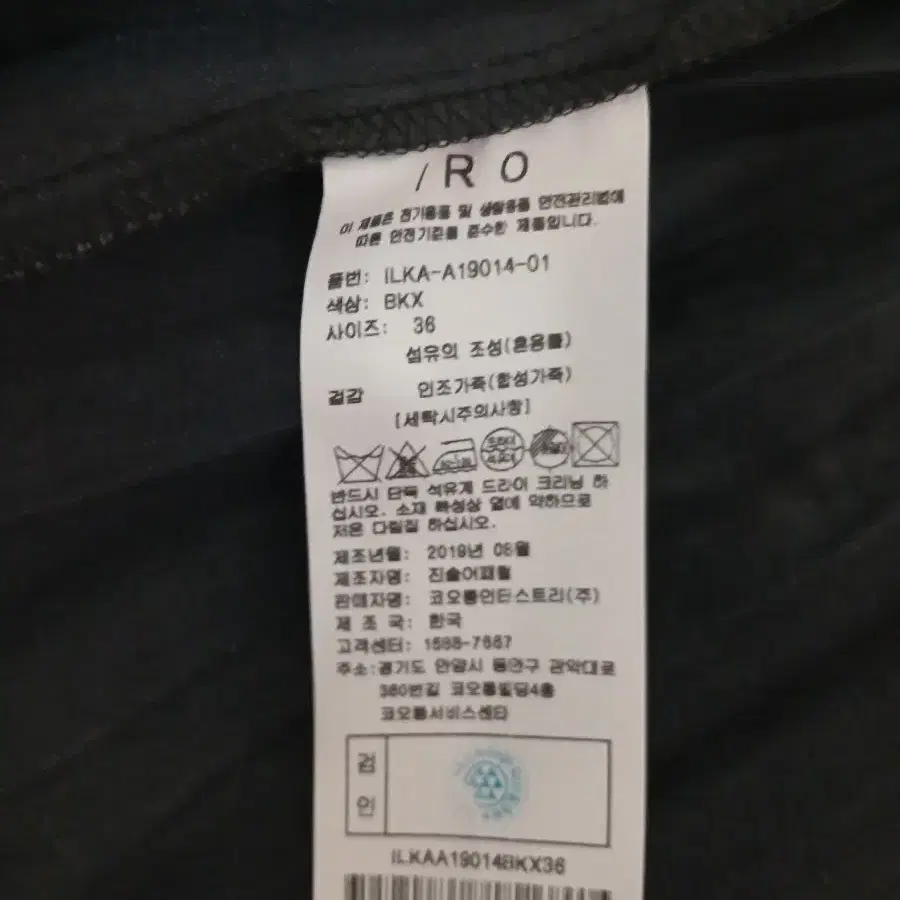 /RO
이 제품은 전기용품 및 생활용품 안전관리법에
따른 안전기준을 준수한 제품입니다.
품번: ILKA-A19014-01
색상: BKX
사이즈: 36
섬유의 조성(혼용률)
겉감 인조가죽(합성가죽)
[세탁시주의사항]
반드시 단독 석유계 드라이 크리닝 하
십시오. 소재 특성상 열에 약하므로
저온 다림질 하십시오.
제조년월: 2019년 08월
제조자명: 진솔어패럴
판매자명: 코오롱인더스트리(주)
제 조 국: 한국
고객센터: 1588-7667
주소:경기도 안양시 동안구 관악대로
360번길 코오롱빌딩4층
코오롱서비스센타
검
인
ILKAA19014BKX36